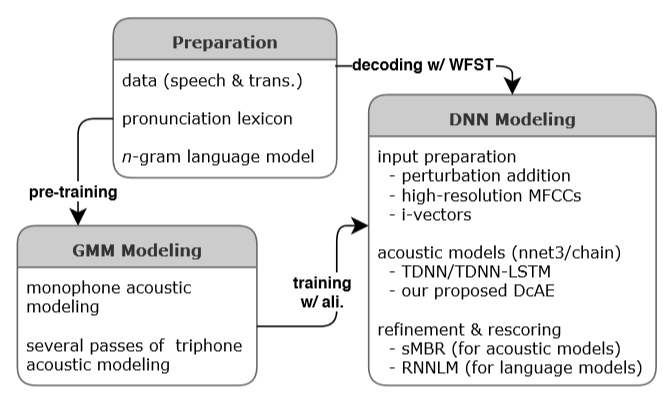 Preparation
data (speech & trans.)
pronunciation lexicon
n-gram language model
decoding w/ WFST
pre-training
GMM Modeling
monophone acoustic
modeling
several passes of triphone
acoustic modeling
training
w/ ali.
DNN Modeling
input preparation
- perturbation addition
- high-resolution MFCCs
- i-vectors
acoustic models (nnet3/chain)
- TDNN/TDNN-LSTM
- our proposed DcAE
refinement & rescoring
- sMBR (for acoustic models)
- RNNLM (for language models)